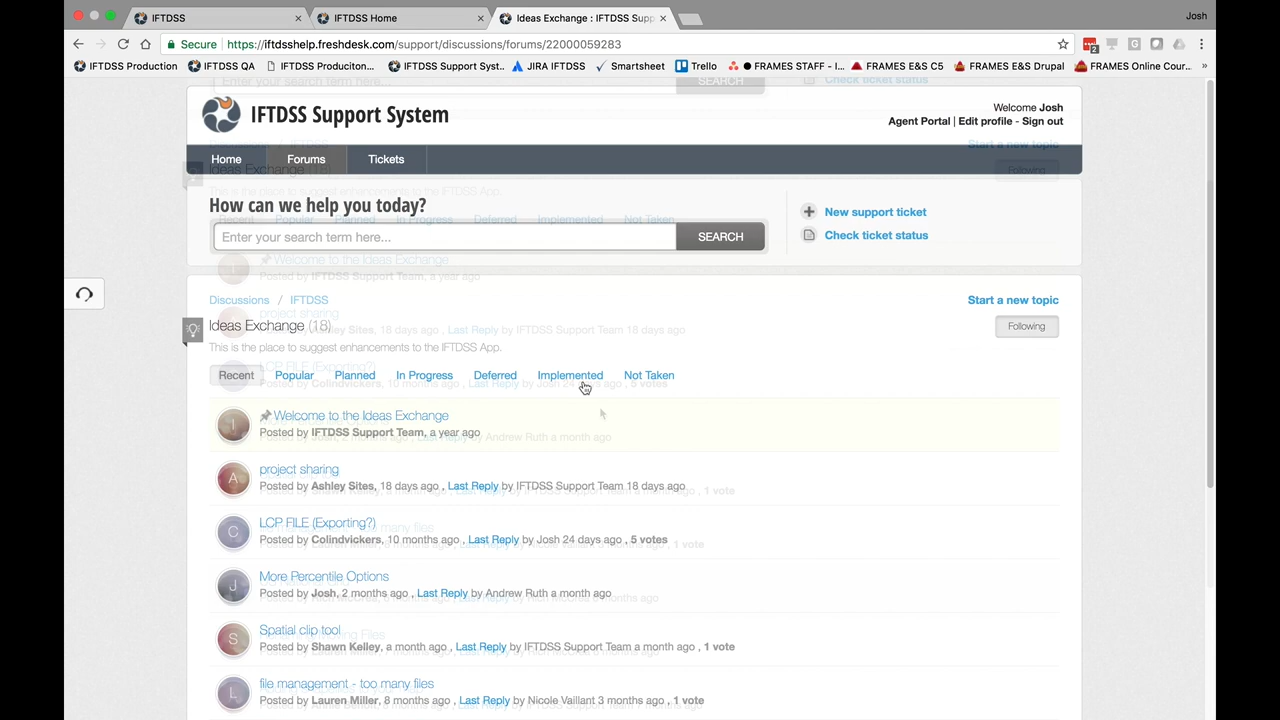 IFTDSS
IFTDSS Home
Ideas Exchange : IFTDSS Supp
Josh
Secure
https://iftdsshelp.freshdesk.com/support/discussions/forums/22000059283
2
IFTDSS Production
IFTDSS QA
IFTDSS Produciton...
IFTDSS Support Syst...
JIRA IFTDSS
Smartsheet
Trello
FRAMES STAFF - I...
FRAMES E&S C5
FRAMES E&S Drupal
FRAMES Online Cour...
»
Enter your search term here...
SEARCH
Check ticket status
IFTDSS Support System
Welcome Josh
Agent Portal | Edit profile - Sign out
Home
Forums
Tickets
How can we help you today?
Enter your search term here...
SEARCH
New support ticket
Check ticket status
Discussions / IFTDSS
Start a new topic
Ideas Exchange (18)
Following
This is the place to suggest enhancements to the IFTDSS App.
Recent
Popular
Planned
In Progress
Deferred
Implemented
Not Taken
I
Welcome to the Ideas Exchange
Posted by IFTDSS Support Team, a year ago
A
project sharing
Posted by Ashley Sites, 18 days ago , Last Reply by IFTDSS Support Team 18 days ago
C
LCP FILE (Exporting?)
Posted by Colindvickers, 10 months ago , Last Reply by Josh 24 days ago , 5 votes
J
More Percentile Options
Posted by Josh, 2 months ago , Last Reply by Andrew Ruth a month ago
S
Spatial clip tool
Posted by Shawn Kelley, a month ago , Last Reply by IFTDSS Support Team a month ago , 1 vote
L
file management - too many files
Posted by Lauren Miller, 8 months ago , Last Reply by Nicole Vaillant 3 months ago , 1 vote